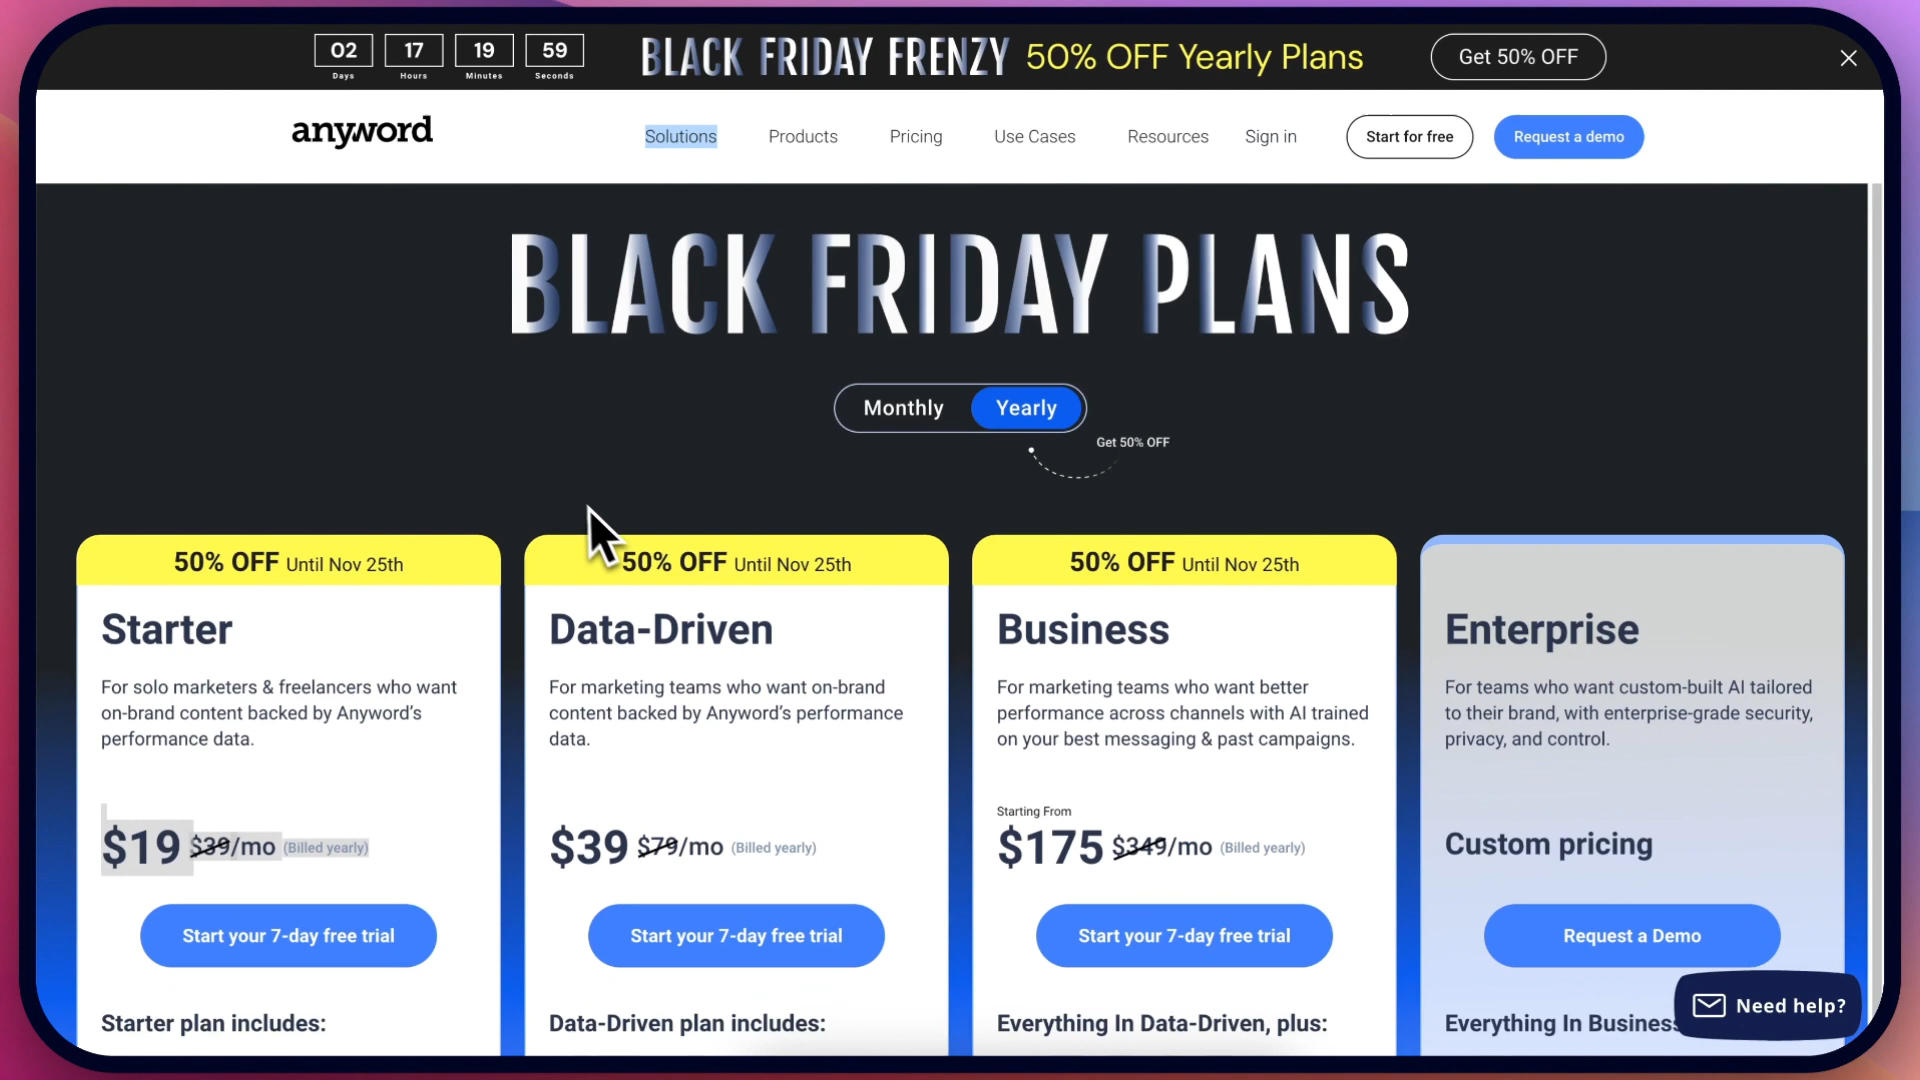 02 17 19 59
Days Hours Minutes Seconds
BLACK FRIDAY FRENZY 50% OFF Yearly Plans
Get 50% OFF
anyword
Solutions Products Pricing Use Cases Resources Sign in
Start for free
Request a demo
BLACK FRIDAY PLANS
Monthly Yearly
Get 50% OFF
50% OFF Until Nov 25th
Starter
For solo marketers & freelancers who want
on-brand content backed by Anyword's
performance data.
$19 $39/mo (Billed yearly)
Start your 7-day free trial
Starter plan includes:
50% OFF Until Nov 25th
Data-Driven
For marketing teams who want on-brand
content backed by Anyword's performance
data.
$39 $79/mo (Billed yearly)
Start your 7-day free trial
Data-Driven plan includes:
50% OFF Until Nov 25th
Business
For marketing teams who want better
performance across channels with AI trained
on your best messaging & past campaigns.
Starting From
$175 $349/mo (Billed yearly)
Start your 7-day free trial
Everything In Data-Driven, plus:
Enterprise
For teams who want custom-built AI tailored
to their brand, with enterprise-grade security,
privacy, and control.
Custom pricing
Request a Demo
Everything In Business
Need help?